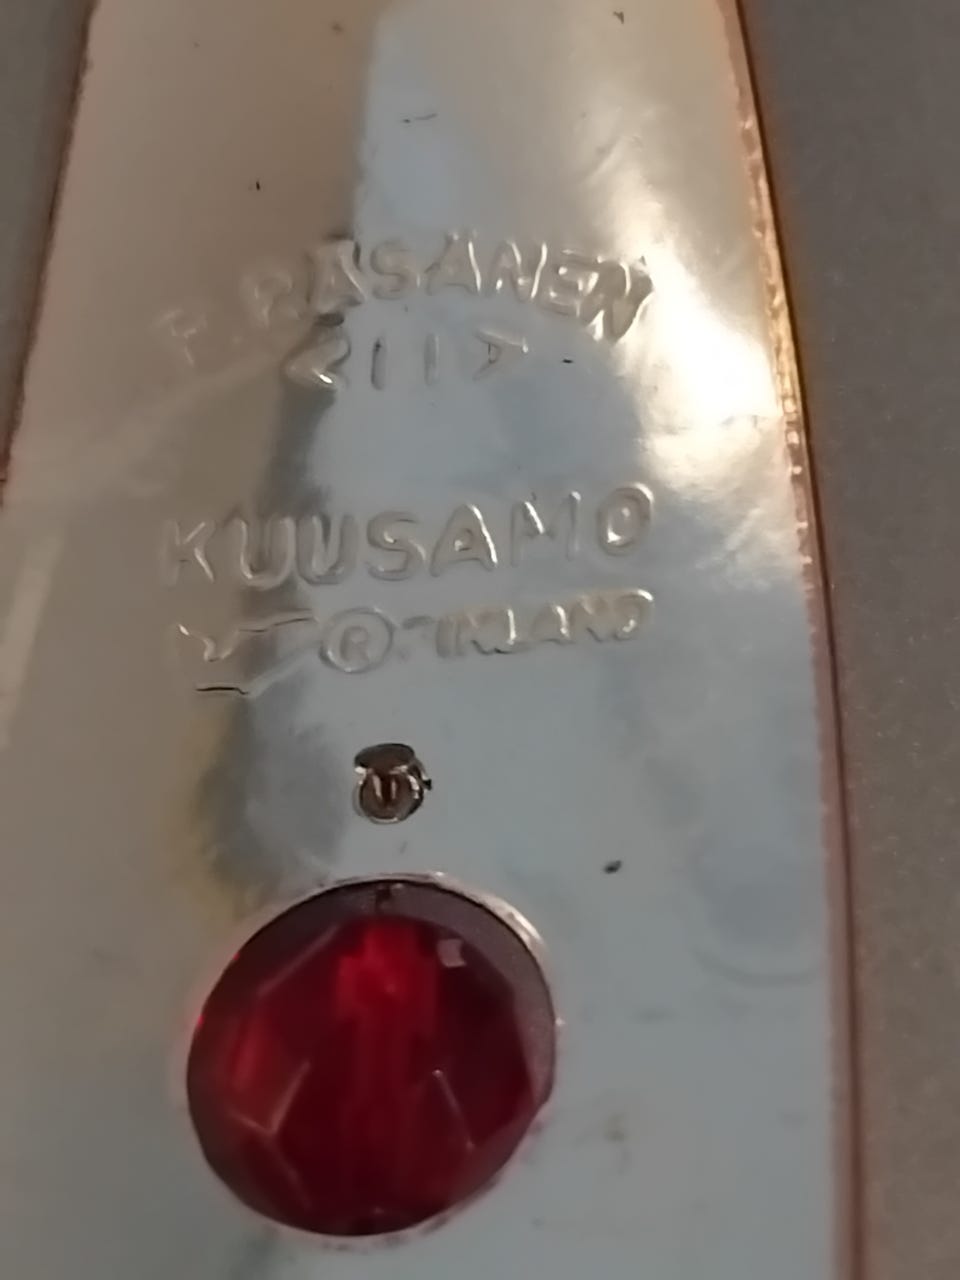 P. RÄSÄNEN
KUUSAMO
® FINLAND